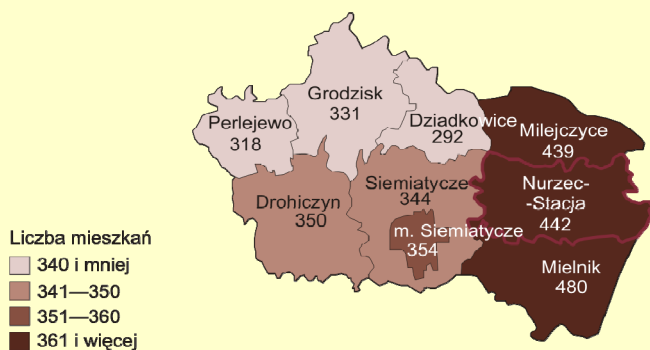 Grodzisk
331
Perlejewo
318
Dziadkowice
292
Milejczyce
439
Drohiczyn
350
Siemiatycze
344
Nurzec-
-Stacja
442
m. Siemiatycze
354
Mielnik
480
Liczba mieszkań
340 i mniej
341—350
351—360
361 i więcej